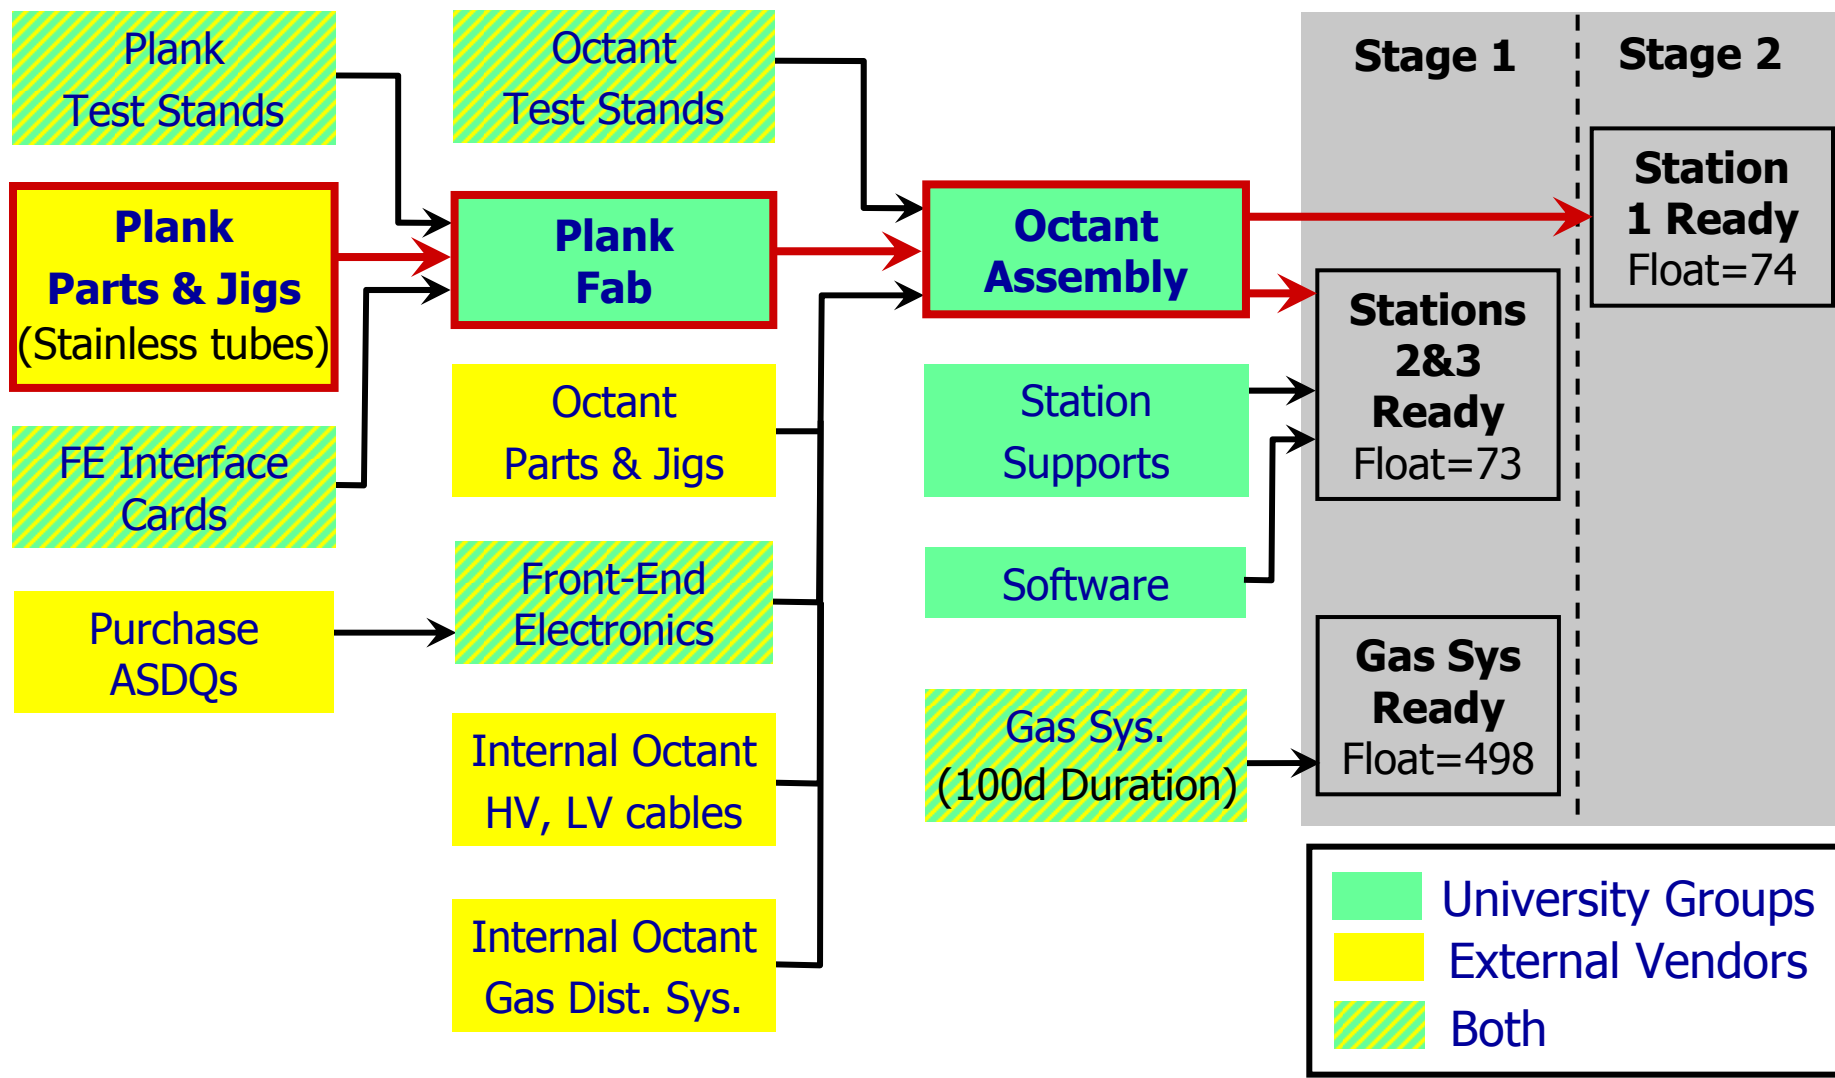 Plank
Test Stands
Octant
Test Stands
Stage 1
Stage 2
Plank
Parts & Jigs
(Stainless tubes)
Plank
Fab
Octant
Assembly
Station
1 Ready
Float=74
Stations
2&3
Ready
Float=73
FE Interface
Cards
Octant
Parts & Jigs
Station
Supports
Purchase
ASDQs
Front-End
Electronics
Software
Internal Octant
HV, LV cables
Gas Sys.
(100d Duration)
Gas Sys
Ready
Float=498
Internal Octant
Gas Dist. Sys.
University Groups
External Vendors
Both